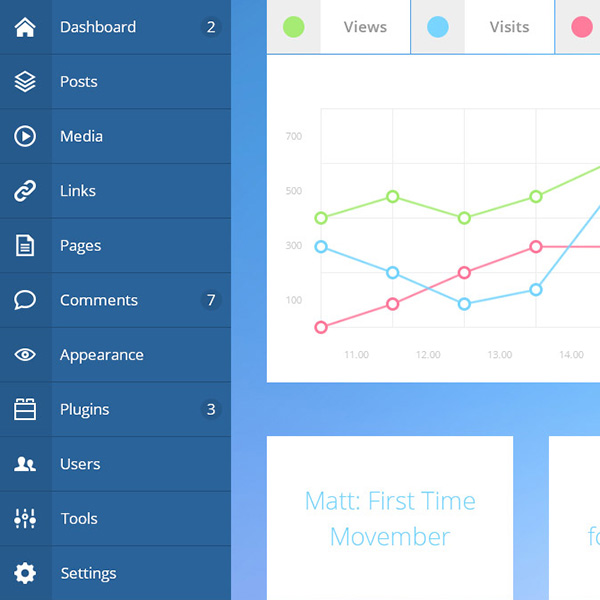 Dashboard 2
Posts
Media
Links
Pages
Comments 7
Appearance
Plugins 3
Users
Tools
Settings
Views
Visits
700
500
300
100
11.00 12.00 13.00 14.00
Matt: First Time
Movember